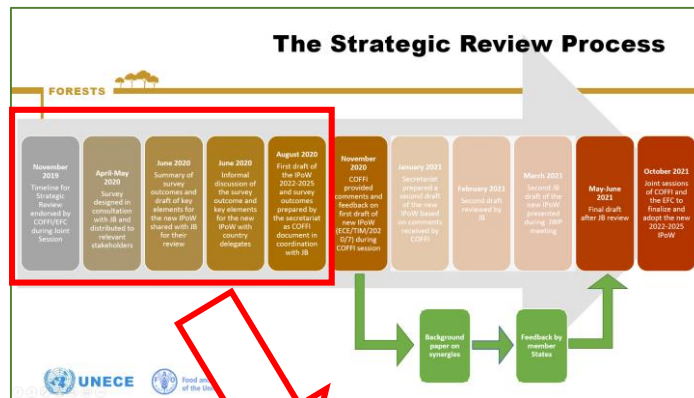 The Strategic Review Process
FORESTS
November
2019
Timeline for
Strategic
Review
endorsed by
COFFI/EFC
during Joint
Session
April-May
2020
Survey
designed in
consultation
with JB and
distributed to
relevant
stakeholders
June 2020
Summary of
survey
outcomes and
draft of key
elements for
the new IPoW
shared with JB
for their
review
June 2020
Informal
discussion of
the survey
outcome and
key elements
for the new
IPoW with
country
delegates
August 2020
First draft of
the IPoW
2022-2025 and
survey
outcomes
prepared by
the secretariat
as COFFI
document in
coordination
with JB
November
2020
COFFI
provided
comments and
feedback on
first draft of
new IPoW
(ECE/TIM/202
0/7) during
COFFI session
January 2021
Secretariat
prepared a
second draft
of the new
IPoW based
on comments
received by
COFFI
February 2021
Second draft
reviewed by
JB
March 2021
Second JB
draft of the
new IPoW
presented
during JWP
meeting
May-June
2021
Final draft
after JB review
October 2021
Joint sessions
of COFFI and
the EFC to
finalize and
adopt the new
2022-2025
IPoW
Background
paper on
synergies
Feedback by
member
States
UNECE
Food and
of the Un